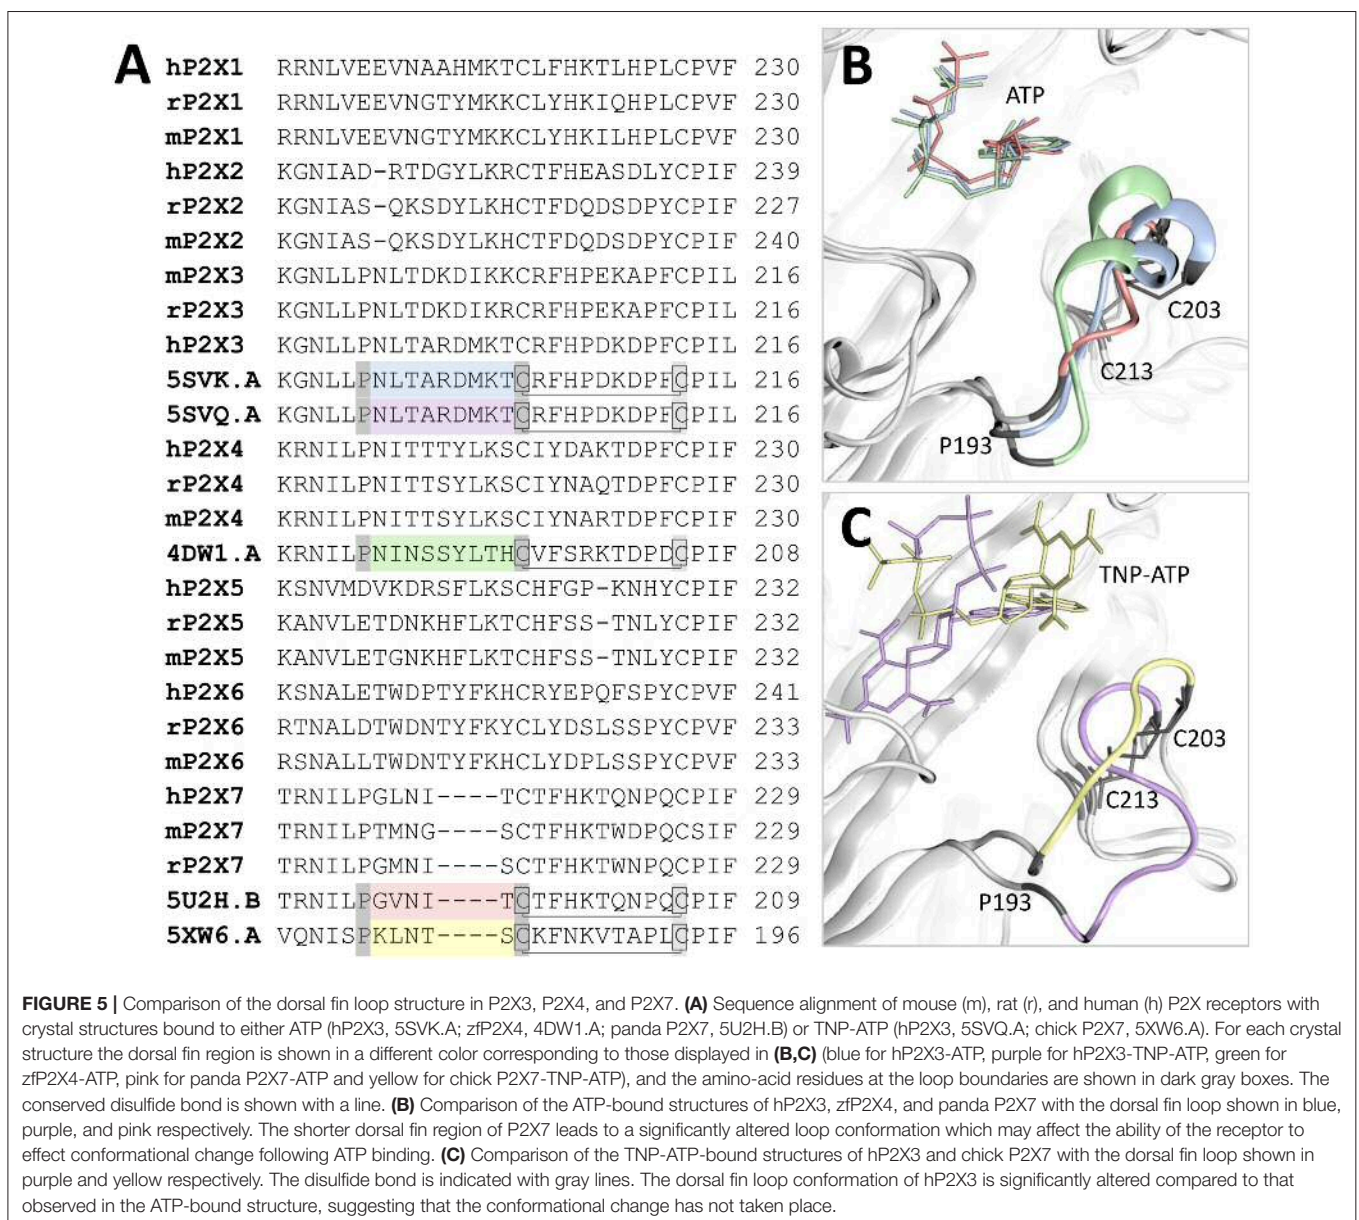 A
hP2X1 RRNLVEEVNAAHMKTCLFHKTLHPLCPVF 230
rP2X1 RRNLVEEVNGTYMKKCLYHKIQHPLCPVF 230
mP2X1 RRNLVEEVNGTYMKKCLYHKILHPLCPVF 230
hP2X2 KGNIAD-RTDGYLKRCTFHEASDLYCPIF 239
rP2X2 KGNIAS-QKSDYLKHCTFDQDSDPYCPIF 227
mP2X2 KGNIAS-QKSDYLKHCTFDQDSDPYCPIF 240
mP2X3 KGNLLPNLTDKDIKKCRFHPEKAPFCPIL 216
rP2X3 KGNLLPNLTDKDIKRCRFHPEKAPFCPIL 216
hP2X3 KGNLLPNLTARDMKTCRFHPDKDPFCPIL 216
5SVK.A KGNLLPNLTARDMKTCRFHPDKDPFCPIL 216
5SVQ.A KGNLLPNLTARDMKTCRFHPDKDPFCPIL 216
hP2X4 KRNILPNITTTYLKSCIYDAKTDPFCPIF 230
rP2X4 KRNILPNITTSYLKSCIYNAQTDPFCPIF 230
mP2X4 KRNILPNITTSYLKSCIYNARTDPFCPIF 230
4DW1.A KRNILPNINSSYLTHCVFSRKTDPDCPIF 208
hP2X5 KSNVMDVKDRSFLKSCHFGP-KNHYCPIF 232
rP2X5 KANVLETDNKHFLKTCHFSS-TNLYCPIF 232
mP2X5 KANVLETGNKHFLKTCHFSS-TNLYCPIF 232
hP2X6 KSNALETWDPTYFKHCRYEPQFSPYCPVF 241
rP2X6 RTNALDTWDNTYFKYCLYDSLSSPYCPVF 233
mP2X6 RSNALLTWDNTYFKHCLYDPLSSPYCPVF 233
hP2X7 TRNILPGLNI----TCTFHKTQNPQCPIF 229
mP2X7 TRNILPTMNG----SCTFHKTWDPQCSIF 229
rP2X7 TRNILPGMNI----SCTFHKTWNPQCPIF 229
5U2H.B TRNILPGVNI----TCTFHKTQNPQCPIF 209
5XW6.A VQNISPKLNT----SCKFNKVTAPLCPIF 196
B
ATP
C203
C213
P193
C
TNP-ATP
C203
C213
P193
FIGURE 5 | Comparison of the dorsal fin loop structure in P2X3, P2X4, and P2X7. (A) Sequence alignment of mouse (m), rat (r), and human (h) P2X receptors with
crystal structures bound to either ATP (hP2X3, 5SVK.A; zfP2X4, 4DW1.A; panda P2X7, 5U2H.B) or TNP-ATP (hP2X3, 5SVQ.A; chick P2X7, 5XW6.A). For each crystal
structure the dorsal fin region is shown in a different color corresponding to those displayed in (B,C) (blue for hP2X3-ATP, purple for hP2X3-TNP-ATP, green for
zfP2X4-ATP, pink for panda P2X7-ATP and yellow for chick P2X7-TNP-ATP), and the amino-acid residues at the loop boundaries are shown in dark gray boxes. The
conserved disulfide bond is shown with a line. (B) Comparison of the ATP-bound structures of hP2X3, zfP2X4, and panda P2X7 with the dorsal fin loop shown in blue,
purple, and pink respectively. The shorter dorsal fin region of P2X7 leads to a significantly altered loop conformation which may affect the ability of the receptor to
effect conformational change following ATP binding. (C) Comparison of the TNP-ATP-bound structures of hP2X3 and chick P2X7 with the dorsal fin loop shown in
purple and yellow respectively. The disulfide bond is indicated with gray lines. The dorsal fin loop conformation of hP2X3 is significantly altered compared to that
observed in the ATP-bound structure, suggesting that the conformational change has not taken place.